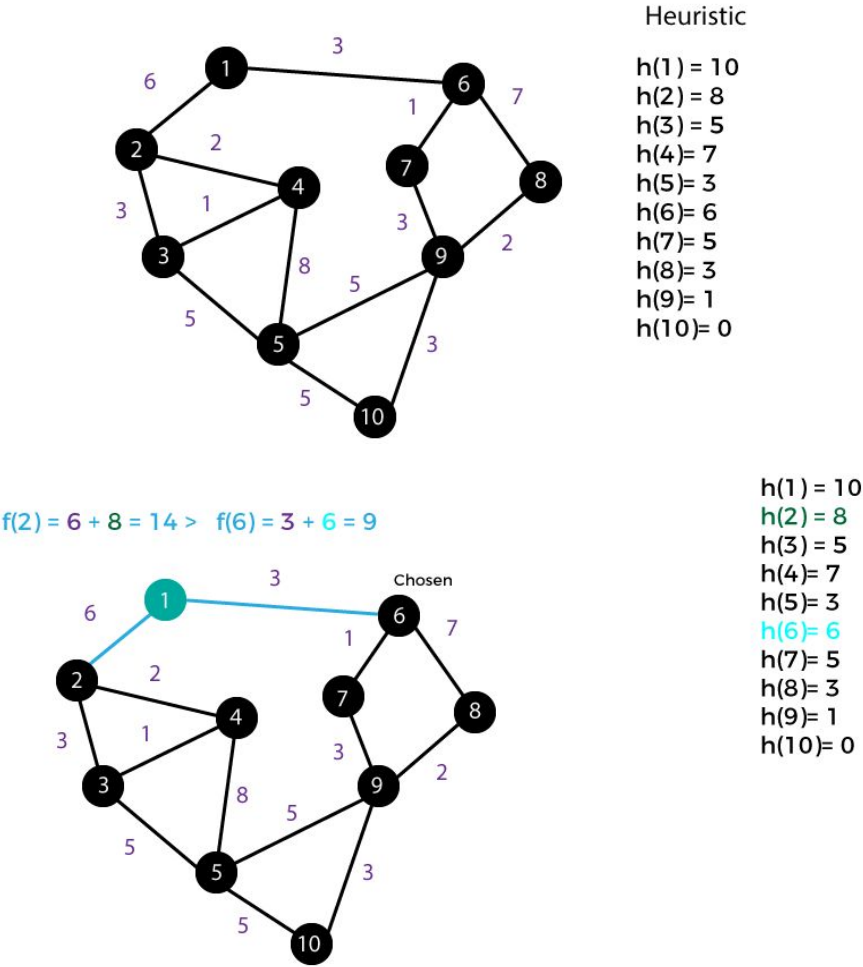 Heuristic
3
1
6
6
1
7
h(1) = 10
h(2) = 8
h(3) = 5
h(4)= 7
h(5)= 3
h(6)= 6
h(7)= 5
h(8)= 3
h(9)= 1
h(10)= 0
2
2
7
8
4
3
1
3
3
9
2
8
5
5
5
3
5
10
f(2) = 6 + 8 = 14 > f(6) = 3 + 6 = 9
h(1) = 10
h(2) = 8
h(3) = 5
h(4)= 7
h(5)= 3
h(6)= 6
h(7)= 5
h(8)= 3
h(9)= 1
h(10)= 0
3
Chosen
1
6
6
1
7
2
2
7
8
4
3
1
3
3
9
2
8
5
5
5
3
5
10